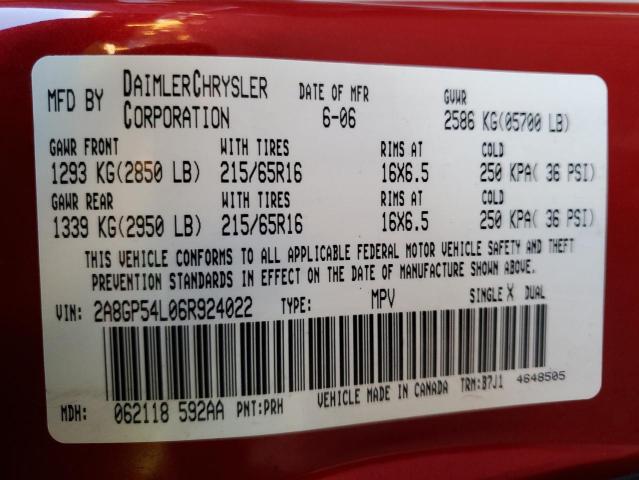 MFD BY DAIMLERCHRYSLER CORPORATION DATE OF MFR 6-06 GVWR 2586 KG(05700 LB)
GAWR FRONT WITH TIRES RIMS AT COLD
1293 KG(2850 LB) 215/65R16 16X6.5 250 KPA( 36 PSI)
GAWR REAR WITH TIRES RIMS AT COLD
1339 KG(2950 LB) 215/65R16 16X6.5 250 KPA( 36 PSI)
THIS VEHICLE CONFORMS TO ALL APPLICABLE FEDERAL MOTOR VEHICLE SAFETY AND THEFT
PREVENTION STANDARDS IN EFFECT ON THE DATE OF MANUFACTURE SHOWN ABOVE.
VIN: 2A8GP54L06R924022 TYPE: MPV SINGLE X DUAL
MDH: 062118 592AA PNT:PRH VEHICLE MADE IN CANADA TRM:B7J1 4648505